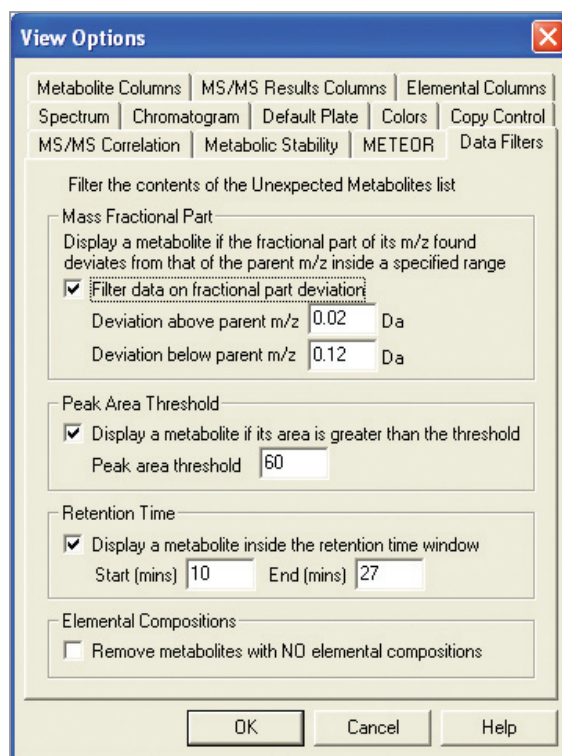 View Options
Metabolite Columns MS/MS Results Columns Elemental Columns
Spectrum Chromatogram Default Plate Colors Copy Control
MS/MS Correlation Metabolic Stability METEOR Data Filters
Filter the contents of the Unexpected Metabolites list
Mass Fractional Part
Display a metabolite if the fractional part of its m/z found
deviates from that of the parent m/z inside a specified range
Filter data on fractional part deviation
Deviation above parent m/z 0.02 Da
Deviation below parent m/z 0.12 Da
Peak Area Threshold
Display a metabolite if its area is greater than the threshold
Peak area threshold 60
Retention Time
Display a metabolite inside the retention time window
Start (mins) 10 End (mins) 27
Elemental Compositions
Remove metabolites with NO elemental compositions
OK Cancel Help